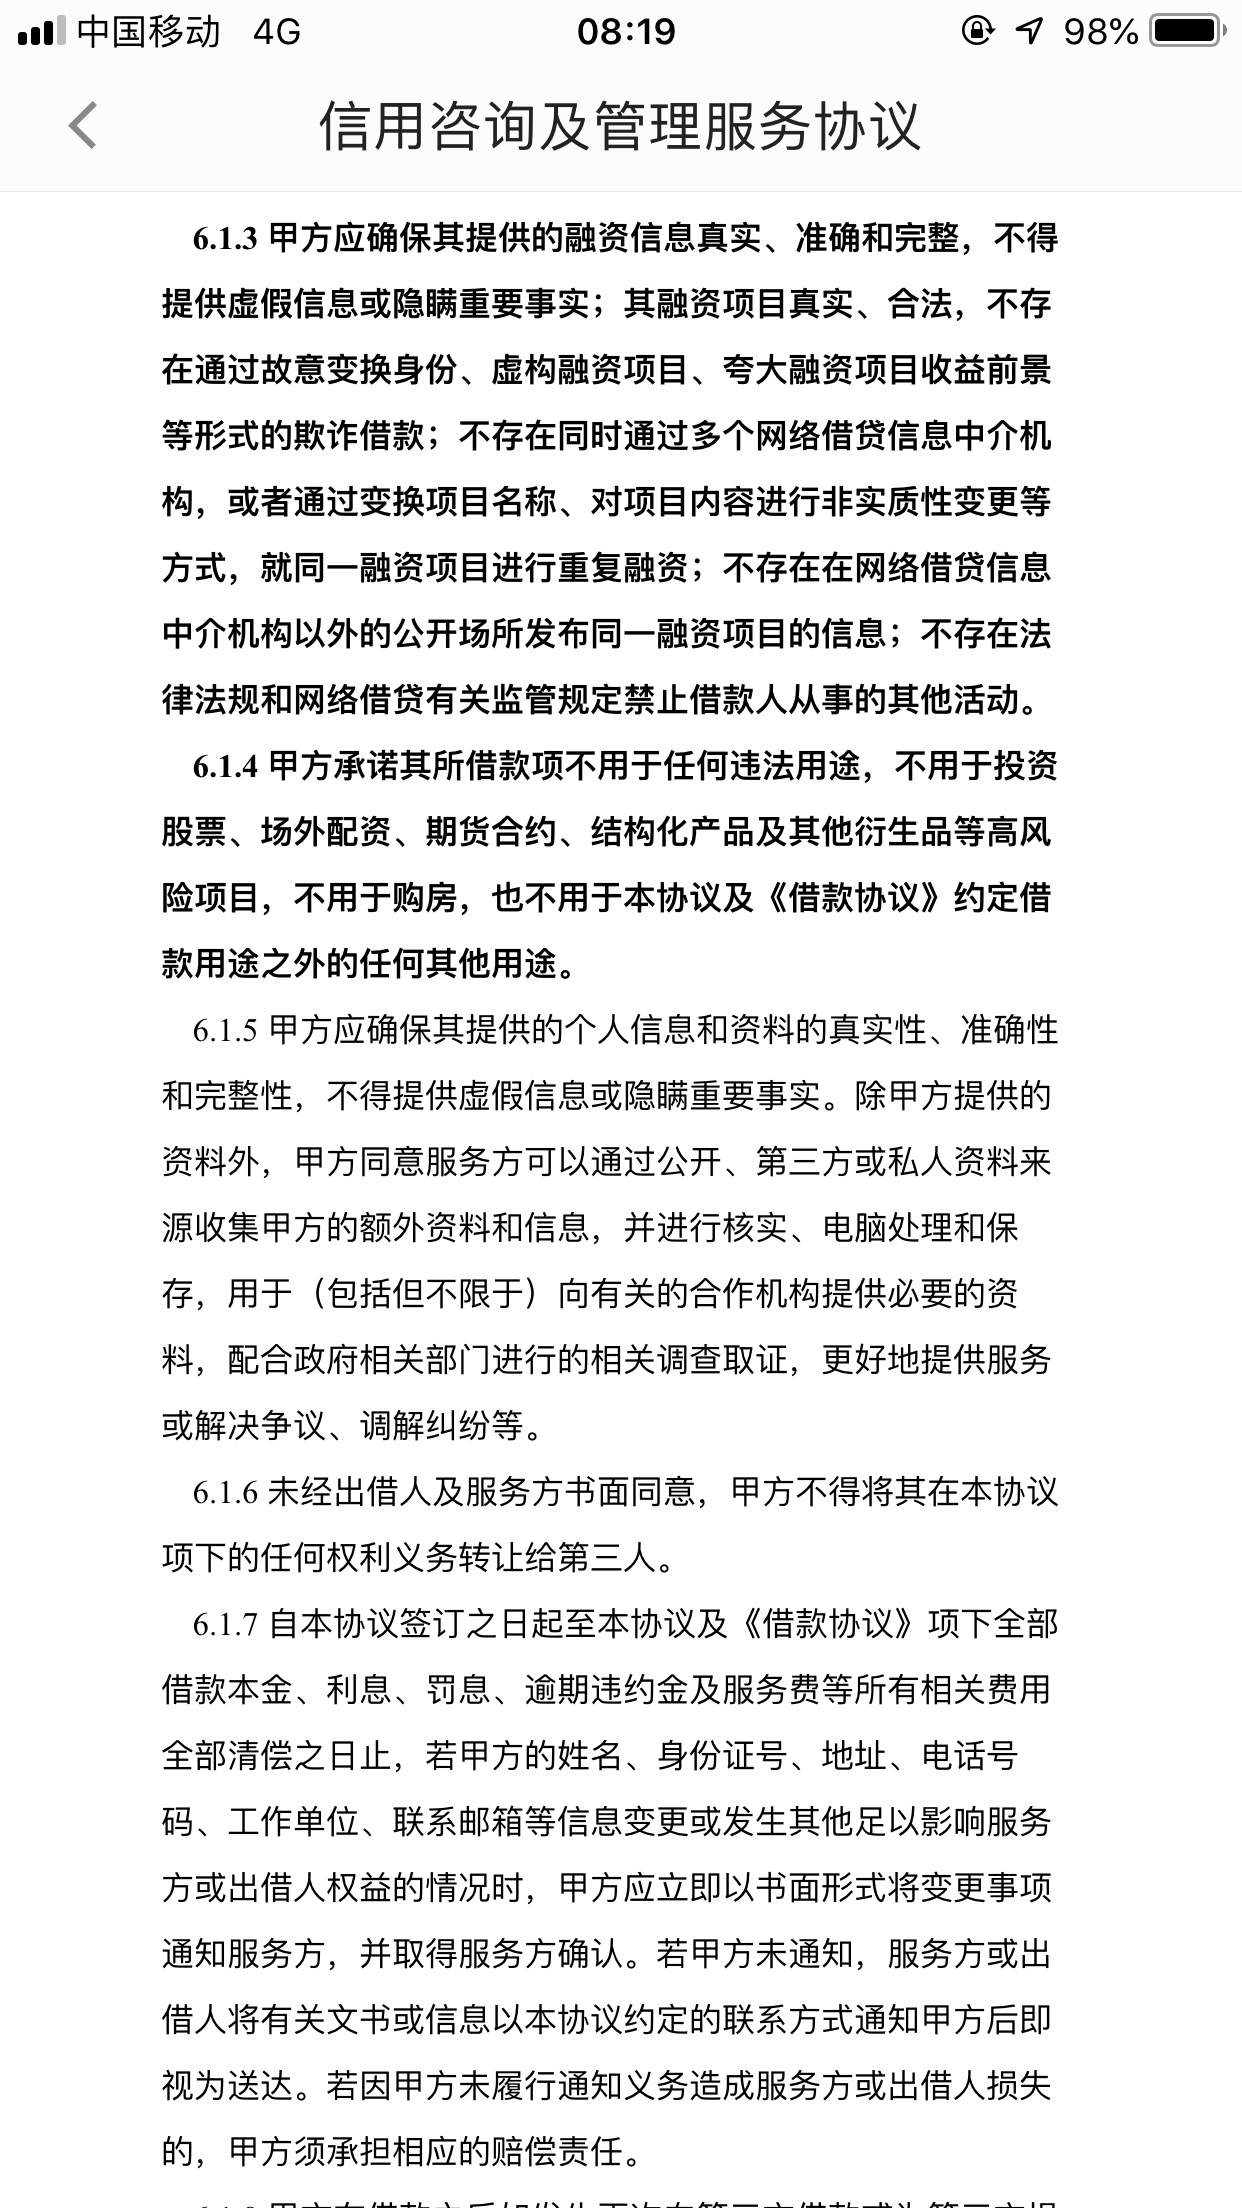 中国移动 4G 08:19 98%
信用咨询及管理服务协议
6.1.3 甲方应确保其提供的融资信息真实、准确和完整，不得
提供虚假信息或隐瞒重要事实；其融资项目真实、合法，不存
在通过故意变换身份、虚构融资项目、夸大融资项目收益前景
等形式的欺诈借款；不存在同时通过多个网络借贷信息中介机
构，或者通过变换项目名称、对项目内容进行非实质性变更等
方式，就同一融资项目进行重复融资；不存在在网络借贷信息
中介机构以外的公开场所发布同一融资项目的信息；不存在法
律法规和网络借贷有关监管规定禁止借款人从事的其他活动。
6.1.4 甲方承诺其所借款项不用于任何违法用途，不用于投资
股票、场外配资、期货合约、结构化产品及其他衍生品等高风
险项目，不用于购房，也不用于本协议及《借款协议》约定借
款用途之外的任何其他用途。
6.1.5 甲方应确保其提供的个人信息和资料的真实性、准确性
和完整性，不得提供虚假信息或隐瞒重要事实。除甲方提供的
资料外，甲方同意服务方可以通过公开、第三方或私人资料来
源收集甲方的额外资料和信息，并进行核实、电脑处理和保
存，用于（包括但不限于）向有关的合作机构提供必要的资
料，配合政府相关部门进行的相关调查取证，更好地提供服务
或解决争议、调解纠纷等。
6.1.6 未经出借人及服务方书面同意，甲方不得将其在本协议
项下的任何权利义务转让给第三人。
6.1.7 自本协议签订之日起至本协议及《借款协议》项下全部
借款本金、利息、罚息、逾期违约金及服务费等所有相关费用
全部清偿之日止，若甲方的姓名、身份证号、地址、电话号
码、工作单位、联系邮箱等信息变更或发生其他足以影响服务
方或出借人权益的情况时，甲方应立即以书面形式将变更事项
通知服务方，并取得服务方确认。若甲方未通知，服务方或出
借人将有关文书或信息以本协议约定的联系方式通知甲方后即
视为送达。若因甲方未履行通知义务造成服务方或出借人损失
的，甲方须承担相应的赔偿责任。